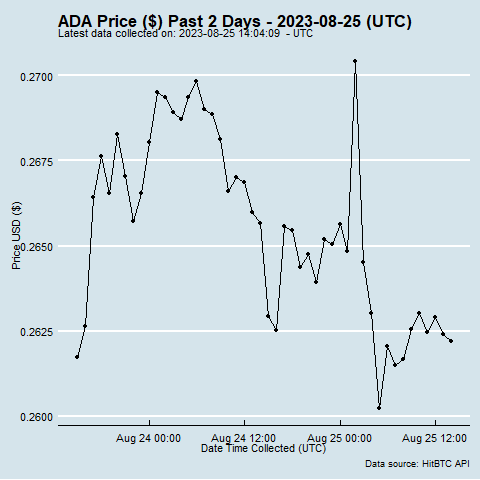 ADA Price ($) Past 2 Days - 2023-08-25 (UTC)
Latest data collected on: 2023-08-25 14:04:09 - UTC
0.2700
0.2675
0.2650
0.2625
0.2600
Price USD ($)
Aug 24 00:00
Aug 24 12:00
Aug 25 00:00
Aug 25 12:00
Date Time Collected (UTC)
Data source: HitBTC API